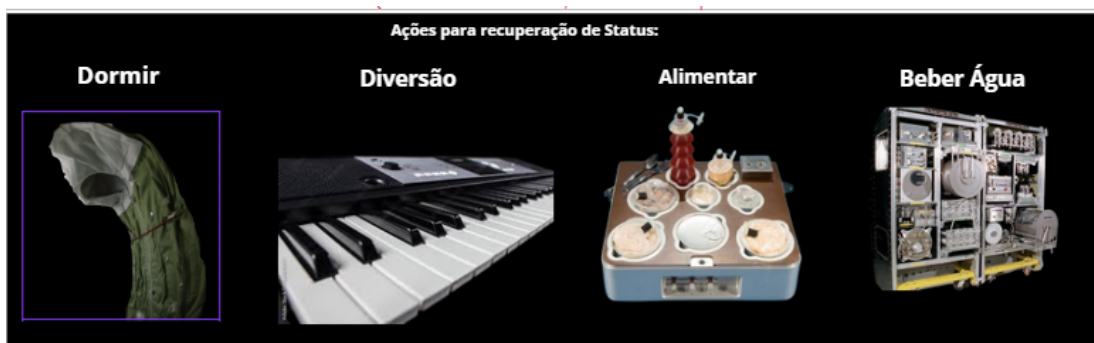 Ações para recuperação de Status:
Dormir
Diversão
Alimentar
Beber Água